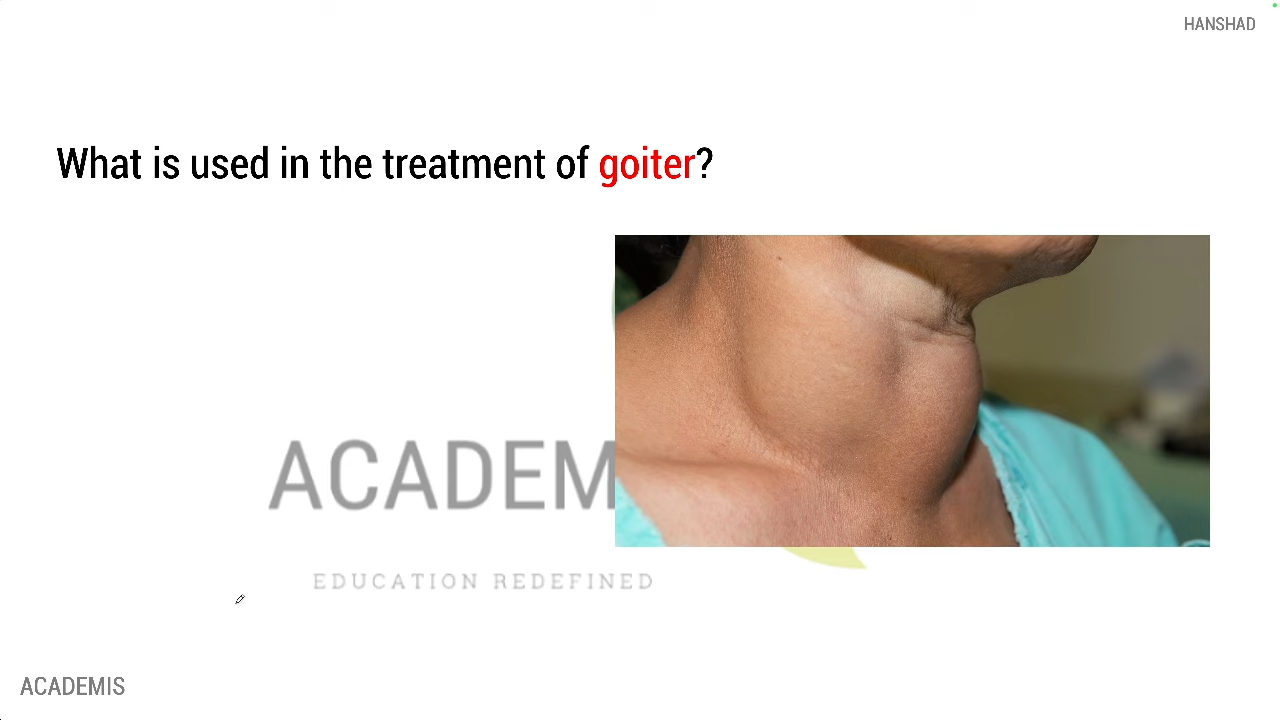 HANSHAD
What is used in the treatment of goiter?
ACADEM
EDUCATION REDEFINED
ACADEMIS